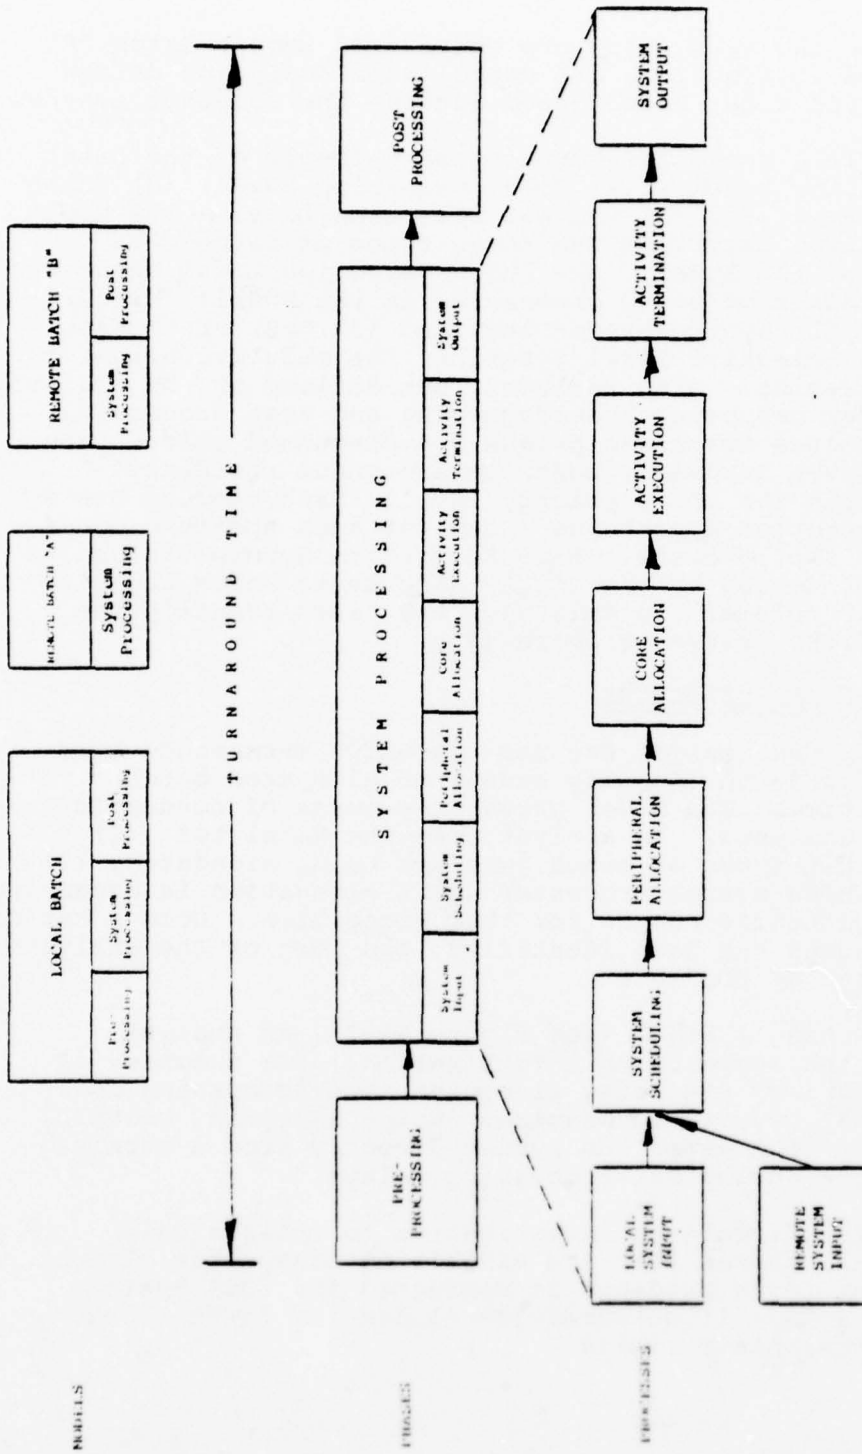 MODELS
LOCAL BATCH
Pre-
Processing
System
Processing
Post
Processing
REMOTE BATCH "A"
System
Processing
REMOTE BATCH "B"
System
Processing
Post
Processing
TURNAROUND TIME
PHASES
PRE-
PROCESSING
SYSTEM PROCESSING
System
Input
System
Scheduling
Peripheral
Allocation
Core
Allocation
Activity
Execution
Activity
Termination
System
Output
POST
PROCESSING
PROCESSES
LOCAL
SYSTEM
INPUT
REMOTE
SYSTEM
INPUT
SYSTEM
SCHEDULING
PERIPHERAL
ALLOCATION
CORE
ALLOCATION
ACTIVITY
EXECUTION
ACTIVITY
TERMINATION
SYSTEM
OUTPUT